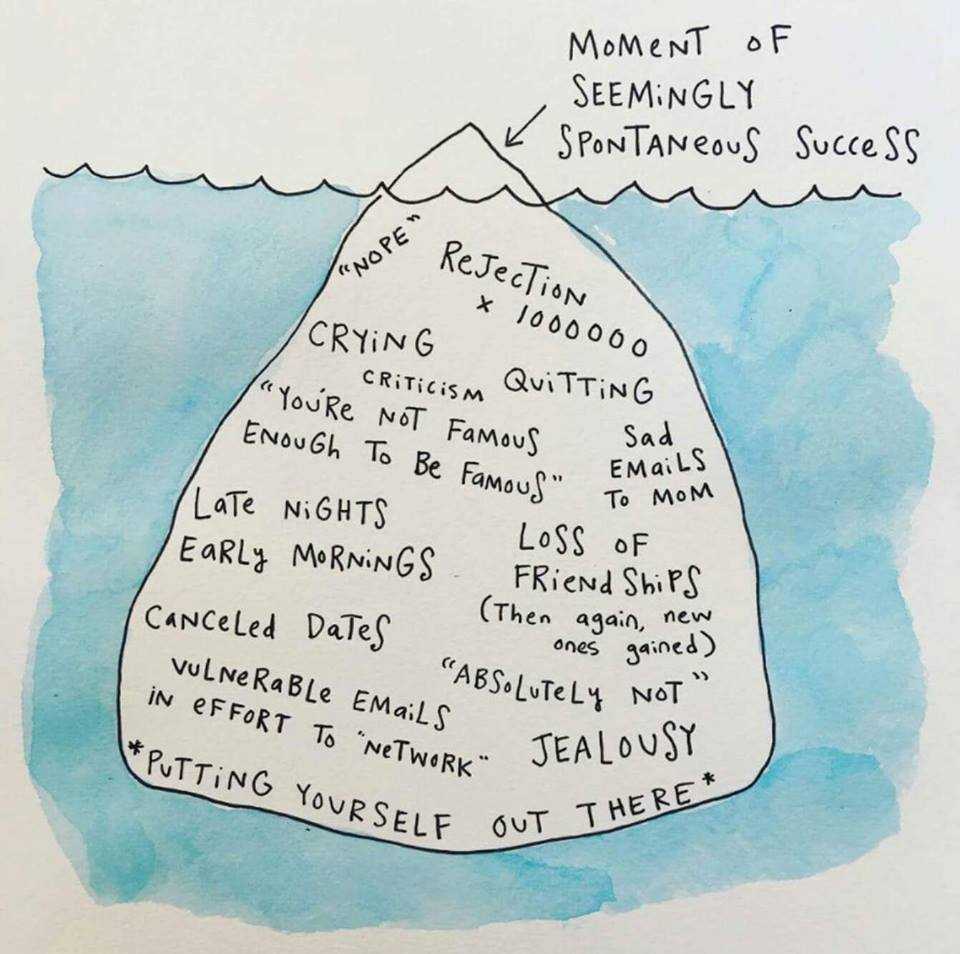 MOMENT OF
SEEMINGLY
SPONTANEOUS SUCCESS
"NOPE"
REJECTION
x 1000000
CRYING
CRITICISM
QUITTING
"YOU'RE NOT FAMOUS
ENOUGH TO BE FAMOUS"
SAD
EMAILS
TO MOM
LATE NIGHTS
EARLY MORNINGS
LOSS OF
FRIENDSHIPS
(Then again, new
ones gained)
CANCELED DATES
"ABSOLUTELY NOT"
VULNERABLE EMAILS
IN EFFORT TO "NETWORK"
JEALOUSY
*PUTTING YOURSELF OUT THERE*